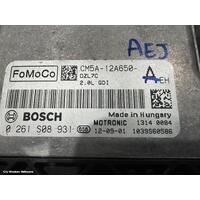 AEJ
FoMoCo
CM5A-12A650-
AEH
DZL7C
2.0L GDI
BOSCH
Made in Hungary
MOTRONIC 1314 0084
0 261 S08 931 12-09-01 1039S60586